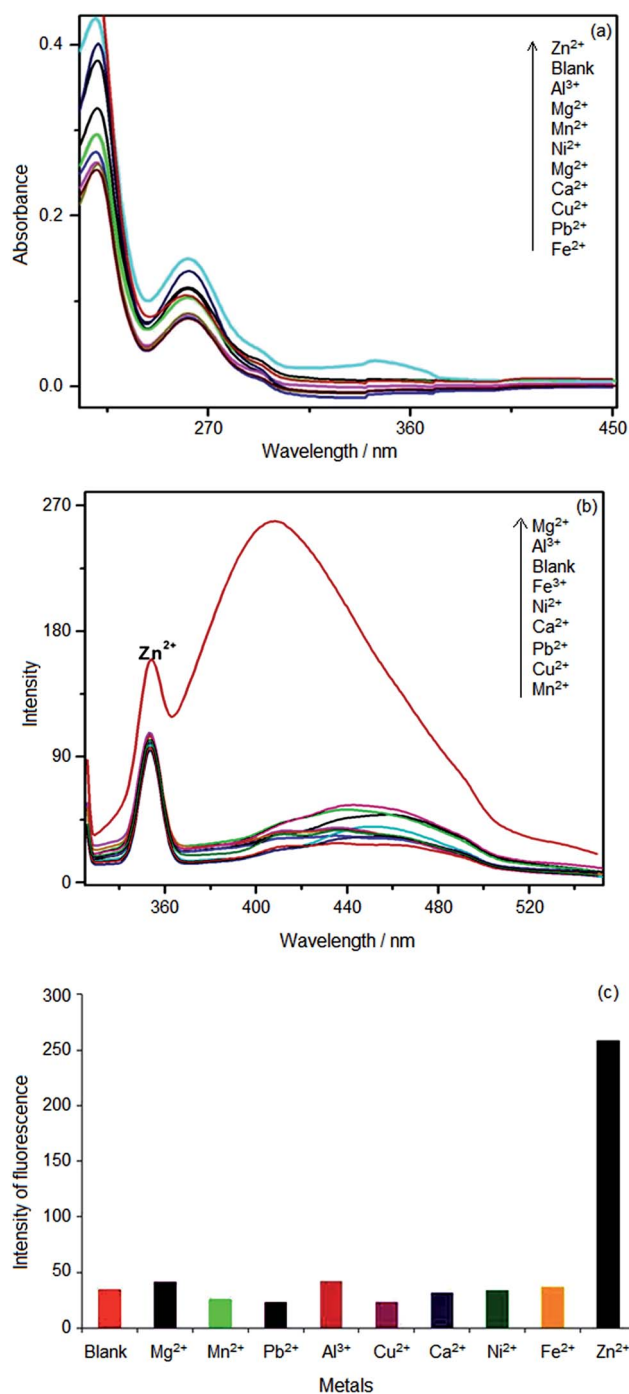 (a)
0.4
0.2
0.0
Absorbance
Zn²⁺
Blank
Al³⁺
Mg²⁺
Mn²⁺
Ni²⁺
Mg²⁺
Ca²⁺
Cu²⁺
Pb²⁺
Fe²⁺
270 360 450
Wavelength / nm
(b)
270
180
90
0
Intensity
Zn²⁺
Mg²⁺
Al³⁺
Blank
Fe³⁺
Ni²⁺
Ca²⁺
Pb²⁺
Cu²⁺
Mn²⁺
360 400 440 480 520
Wavelength / nm
(c)
300
250
200
150
100
50
0
Intensity of fluorescence
Blank Mg²⁺ Mn²⁺ Pb²⁺ Al³⁺ Cu²⁺ Ca²⁺ Ni²⁺ Fe²⁺ Zn²⁺
Metals